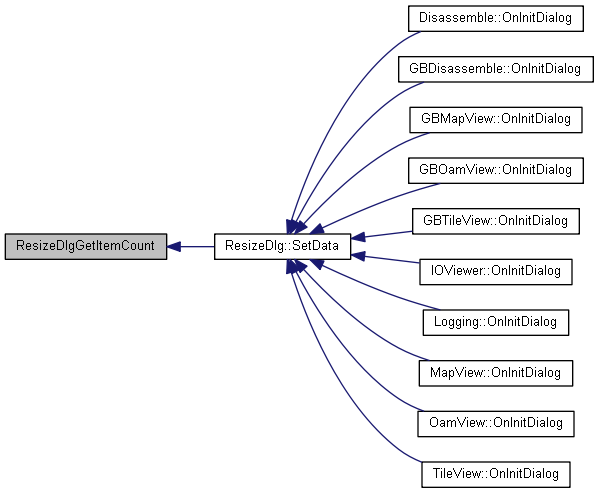 Disassemble::OnInitDialog
GBDisassemble::OnInitDialog
GBMapView::OnInitDialog
GBOamView::OnInitDialog
GBTileView::OnInitDialog
ResizeDlgGetItemCount
ResizeDlg::SetData
IOViewer::OnInitDialog
Logging::OnInitDialog
MapView::OnInitDialog
OamView::OnInitDialog
TileView::OnInitDialog